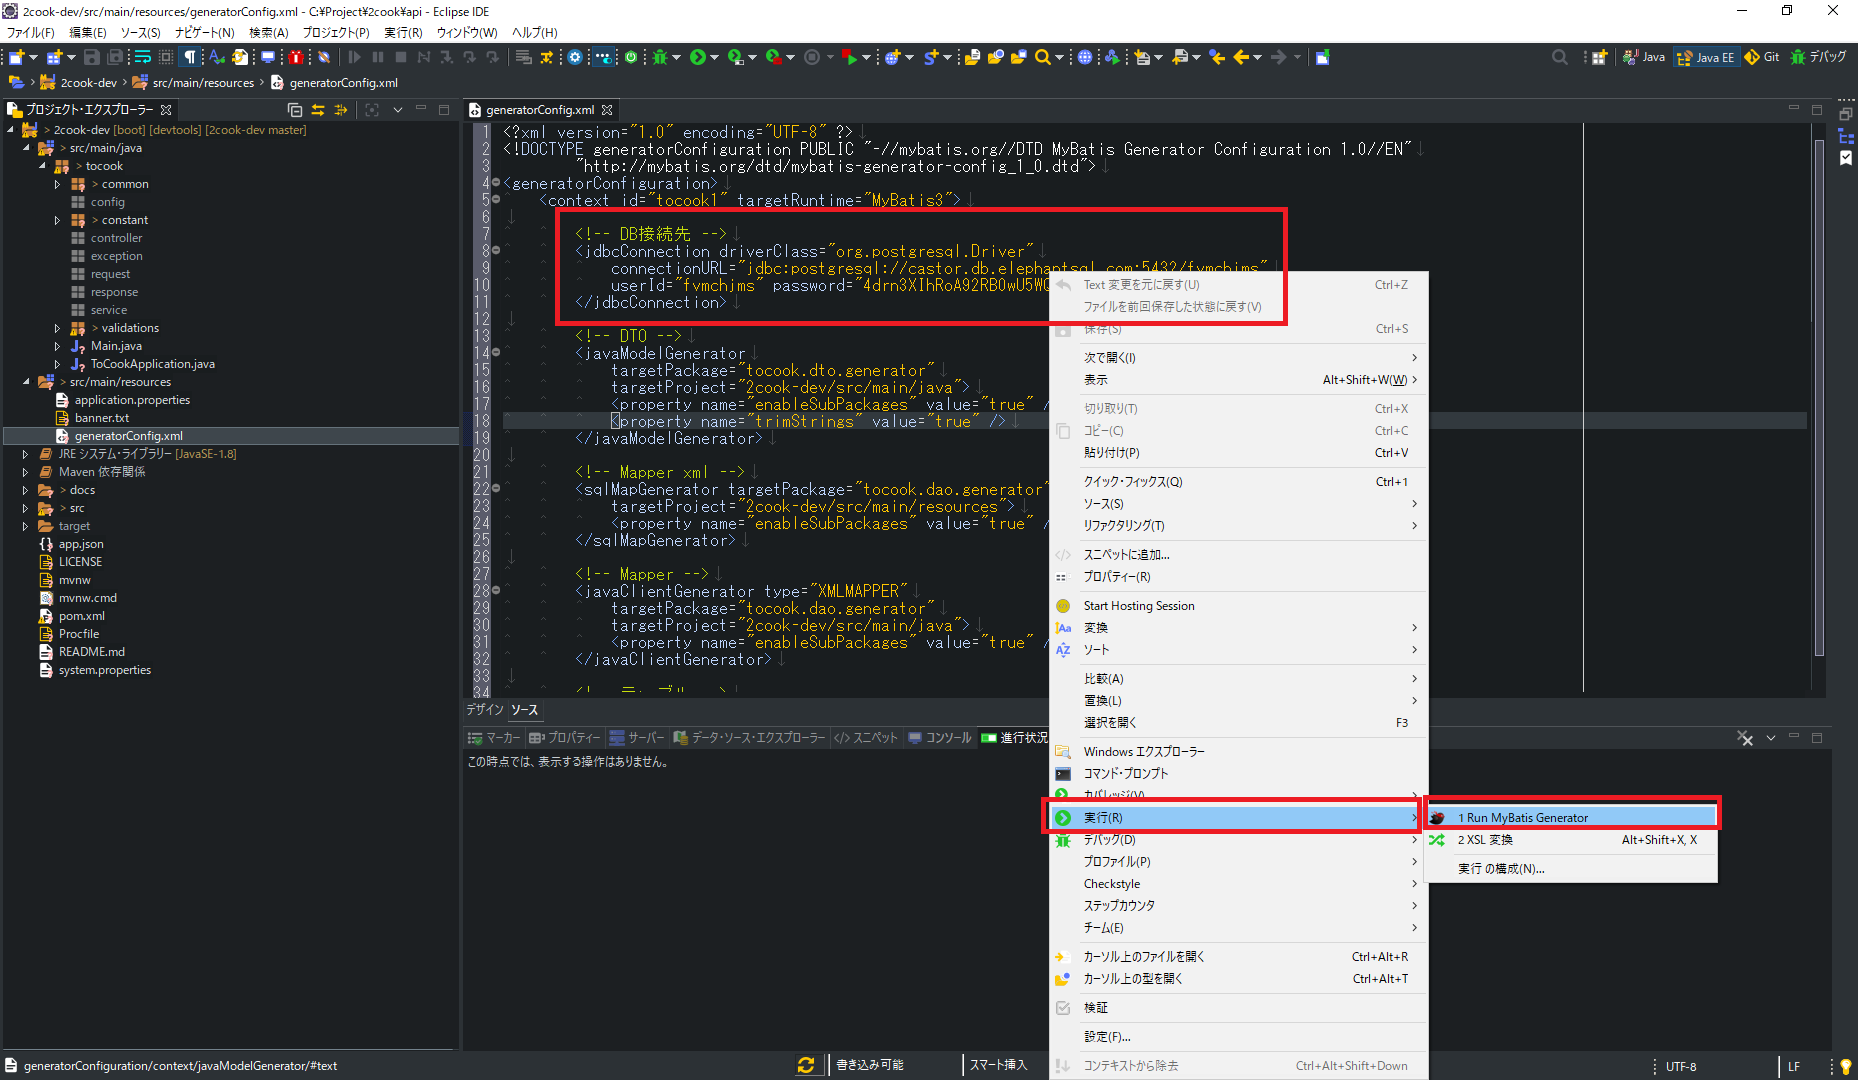 2cook-dev/src/main/resources/generatorConfig.xml - C:¥Project¥2cook¥api - Eclipse IDE
ファイル(F) 編集(E) ソース(S) ナビゲート(N) 検索(A) プロジェクト(P) 実行(R) ウィンドウ(W) ヘルプ(H)
Java Java EE Git デバッグ
2cook-dev src/main/resources generatorConfig.xml
プロジェクト・エクスプローラー
> 2cook-dev [boot] [devtools] [2cook-dev master]
> src/main/java
> tocook
> common
config
> constant
controller
exception
request
response
service
> validations
Main.java
ToCookApplication.java
> src/main/resources
application.properties
banner.txt
generatorConfig.xml
JRE システム・ライブラリー [JavaSE-1.8]
Maven 依存関係
> docs
> src
target
app.json
LICENSE
mvnw
mvnw.cmd
pom.xml
Procfile
README.md
system.properties
generatorConfig.xml
1 <?xml version="1.0" encoding="UTF-8" ?>↓
2 <!DOCTYPE generatorConfiguration PUBLIC "-//mybatis.org//DTD MyBatis Generator Configuration 1.0//EN"↓
3 "http://mybatis.org/dtd/mybatis-generator-config_1_0.dtd">↓
4 <generatorConfiguration>↓
5 <context id="tocook1" targetRuntime="MyBatis3">↓
6 ↓
7 <!-- DB接続先 -->↓
8 <jdbcConnection driverClass="org.postgresql.Driver"↓
9 connectionURL="jdbc:postgresql://castor.db.elephantsql.com:5432/fvmchjms"↓
10 userId="fvmchjms" password="4drn3XIhRoA92RB0wU5WQ
11 </jdbcConnection>↓
12 ↓
13 <!-- DTO -->↓
14 <javaModelGenerator↓
15 targetPackage="tocook.dto.generator"↓
16 targetProject="2cook-dev/src/main/java">↓
17 <property name="enableSubPackages" value="true" /
18 <property name="trimStrings" value="true" />↓
19 </javaModelGenerator>↓
20 ↓
21 <!-- Mapper xml -->↓
22 <sqlMapGenerator targetPackage="tocook.dao.generator"
23 targetProject="2cook-dev/src/main/resources">↓
24 <property name="enableSubPackages" value="true" /
25 </sqlMapGenerator>↓
26 ↓
27 <!-- Mapper -->↓
28 <javaClientGenerator type="XMLMAPPER"↓
29 targetPackage="tocook.dao.generator"↓
30 targetProject="2cook-dev/src/main/java">↓
31 <property name="enableSubPackages" value="true" /
32 </javaClientGenerator>↓
33 ↓
34
デザイン ソース
マーカー プロパティー サーバー データ・ソース・エクスプローラー スニペット コンソール 進行状況
この時点では、表示する操作はありません。
Text 変更を元に戻す(U) Ctrl+Z
ファイルを前回保存した状態に戻す(V)
保存(S) Ctrl+S
次で開く(I)
表示 Alt+Shift+W(W)
切り取り(T) Ctrl+X
コピー(C) Ctrl+C
貼り付け(P) Ctrl+V
クイック・フィックス(Q) Ctrl+1
ソース(S)
リファクタリング(T)
スニペットに追加...
プロパティー(R)
Start Hosting Session
変換
ソート
比較(A)
置換(L)
選択を開く F3
Windows エクスプローラー
コマンド・プロンプト
カバレッジ(V)
実行(R)
デバッグ(D)
プロファイル(P)
Checkstyle
ステップカウンタ
チーム(E)
カーソル上のファイルを開く Ctrl+Alt+R
カーソル上の型を開く Ctrl+Alt+T
検証
設定(F)...
コンテキストから除去 Ctrl+Alt+Shift+Down
1 Run MyBatis Generator
2 XSL 変換 Alt+Shift+X, X
実行 の構成(N)...
generatorConfiguration/context/javaModelGenerator/#text 書き込み可能 スマート挿入 UTF-8 LF